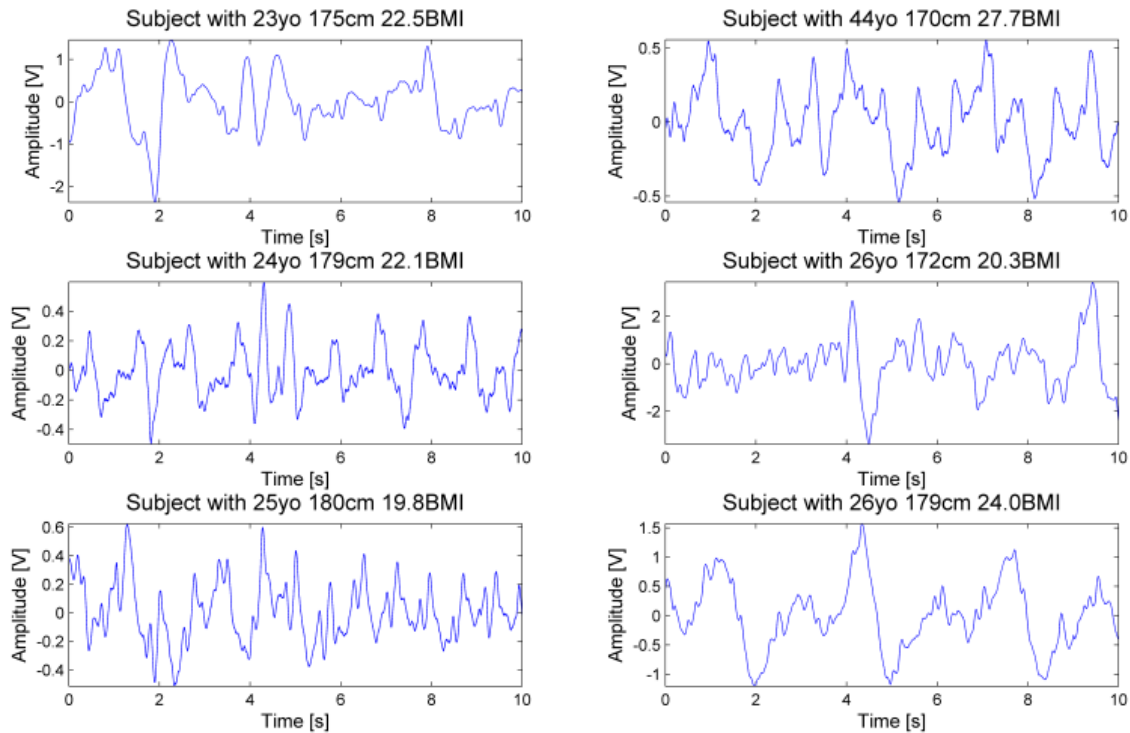 Subject with 23yo 175cm 22.5BMI
Amplitude [V]
1
0
-1
-2
0 2 4 6 8 10
Time [s]
Subject with 44yo 170cm 27.7BMI
Amplitude [V]
0.5
0
-0.5
0 2 4 6 8 10
Time [s]
Subject with 24yo 179cm 22.1BMI
Amplitude [V]
0.4
0.2
0
-0.2
-0.4
0 2 4 6 8 10
Time [s]
Subject with 26yo 172cm 20.3BMI
Amplitude [V]
2
0
-2
0 2 4 6 8 10
Time [s]
Subject with 25yo 180cm 19.8BMI
Amplitude [V]
0.6
0.4
0.2
0
-0.2
-0.4
0 2 4 6 8 10
Time [s]
Subject with 26yo 179cm 24.0BMI
Amplitude [V]
1.5
1
0.5
0
-0.5
-1
0 2 4 6 8 10
Time [s]